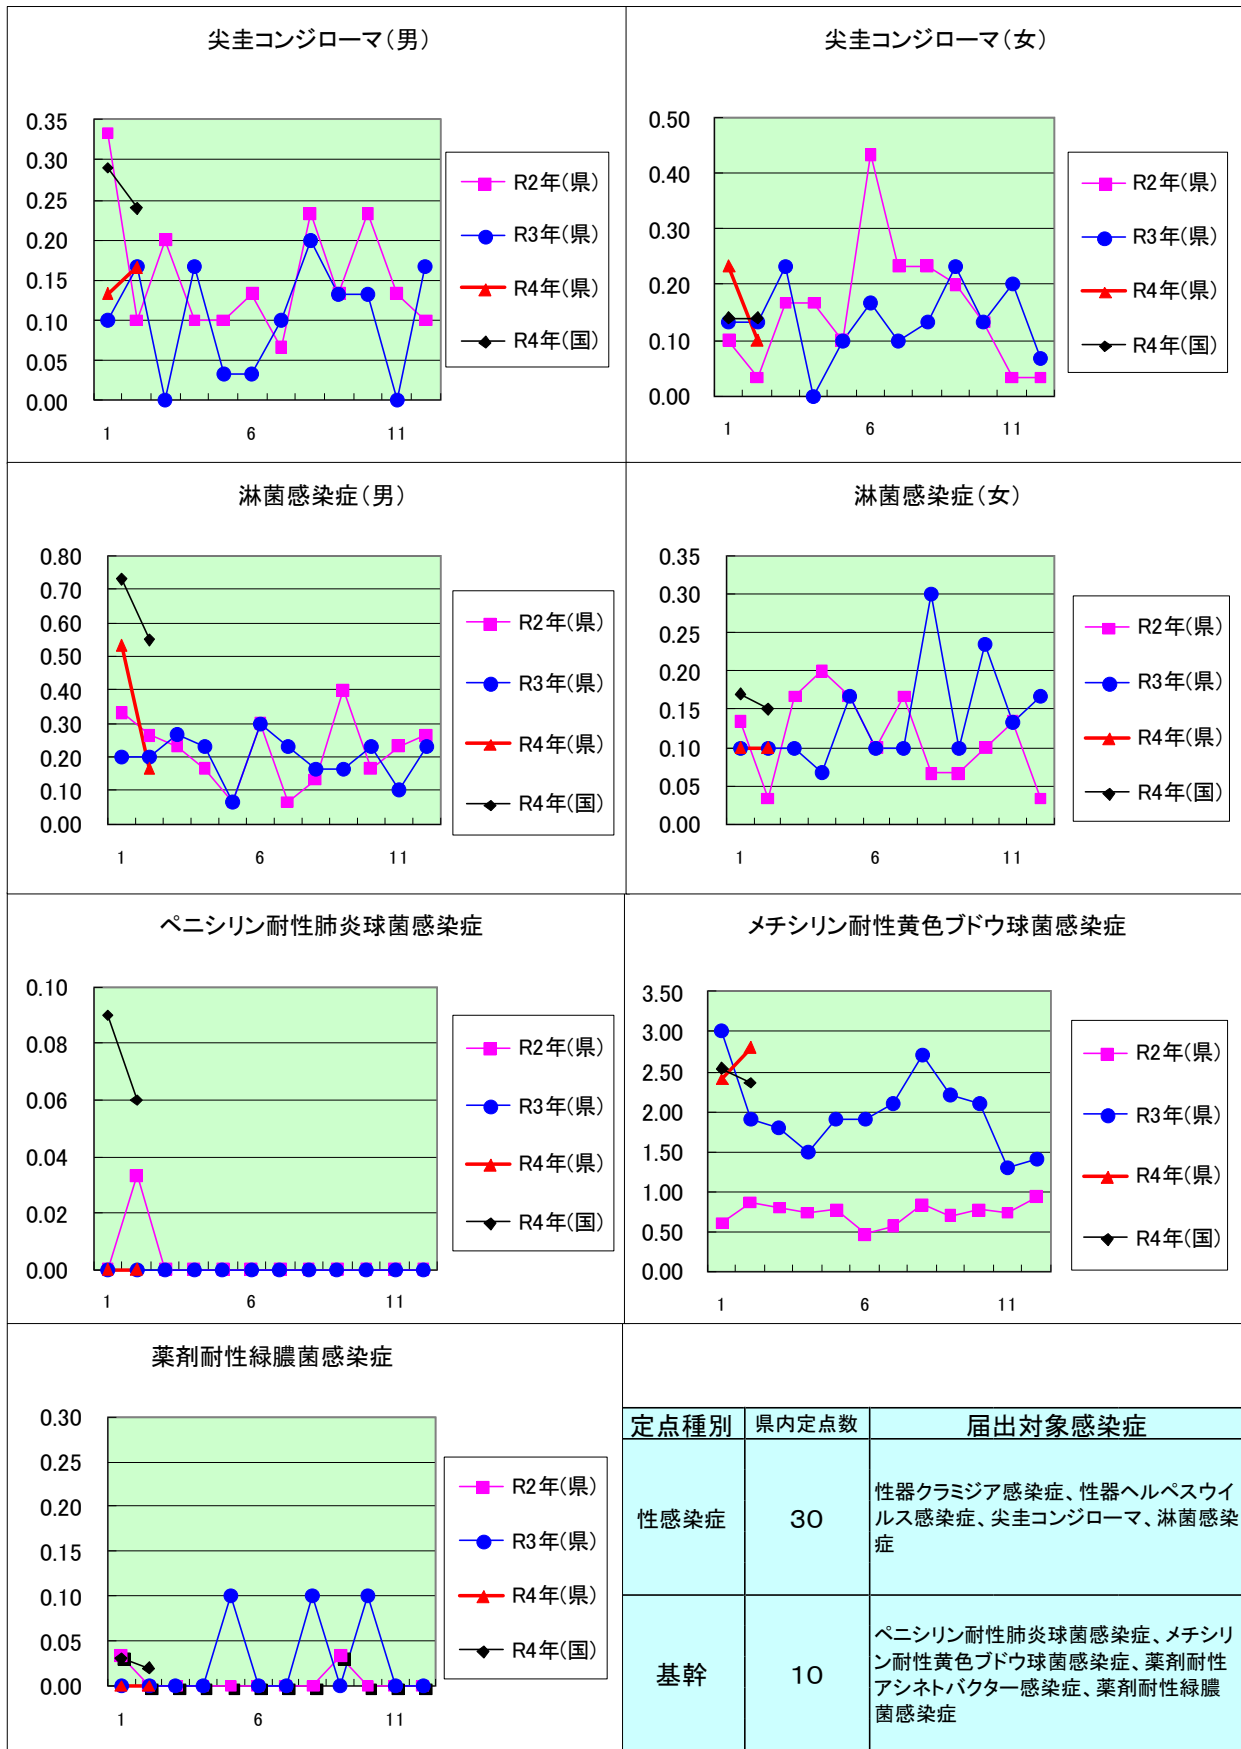 尖圭コンジローマ（男）
0.35
0.30
0.25
0.20
0.15
0.10
0.05
0.00
1 6 11
R2年(県)
R3年(県)
R4年(県)
R4年(国)
尖圭コンジローマ（女）
0.50
0.40
0.30
0.20
0.10
0.00
1 6 11
R2年(県)
R3年(県)
R4年(県)
R4年(国)
淋菌感染症（男）
0.80
0.70
0.60
0.50
0.40
0.30
0.20
0.10
0.00
1 6 11
R2年(県)
R3年(県)
R4年(県)
R4年(国)
淋菌感染症（女）
0.35
0.30
0.25
0.20
0.15
0.10
0.05
0.00
1 6 11
R2年(県)
R3年(県)
R4年(県)
R4年(国)
ペニシリン耐性肺炎球菌感染症
0.10
0.08
0.06
0.04
0.02
0.00
1 6 11
R2年(県)
R3年(県)
R4年(県)
R4年(国)
メチシリン耐性黄色ブドウ球菌感染症
3.50
3.00
2.50
2.00
1.50
1.00
0.50
0.00
1 6 11
R2年(県)
R3年(県)
R4年(県)
R4年(国)
薬剤耐性緑膿菌感染症
0.30
0.25
0.20
0.15
0.10
0.05
0.00
1 6 11
R2年(県)
R3年(県)
R4年(県)
R4年(国)
定点種別 県内定点数 届出対象感染症
性感染症 30
性器クラミジア感染症、性器ヘルペスウイ
ルス感染症、尖圭コンジローマ、淋菌感染
症
基幹 10
ペニシリン耐性肺炎球菌感染症、メチシリ
ン耐性黄色ブドウ球菌感染症、薬剤耐性
アシネトバクター感染症、薬剤耐性緑膿
菌感染症